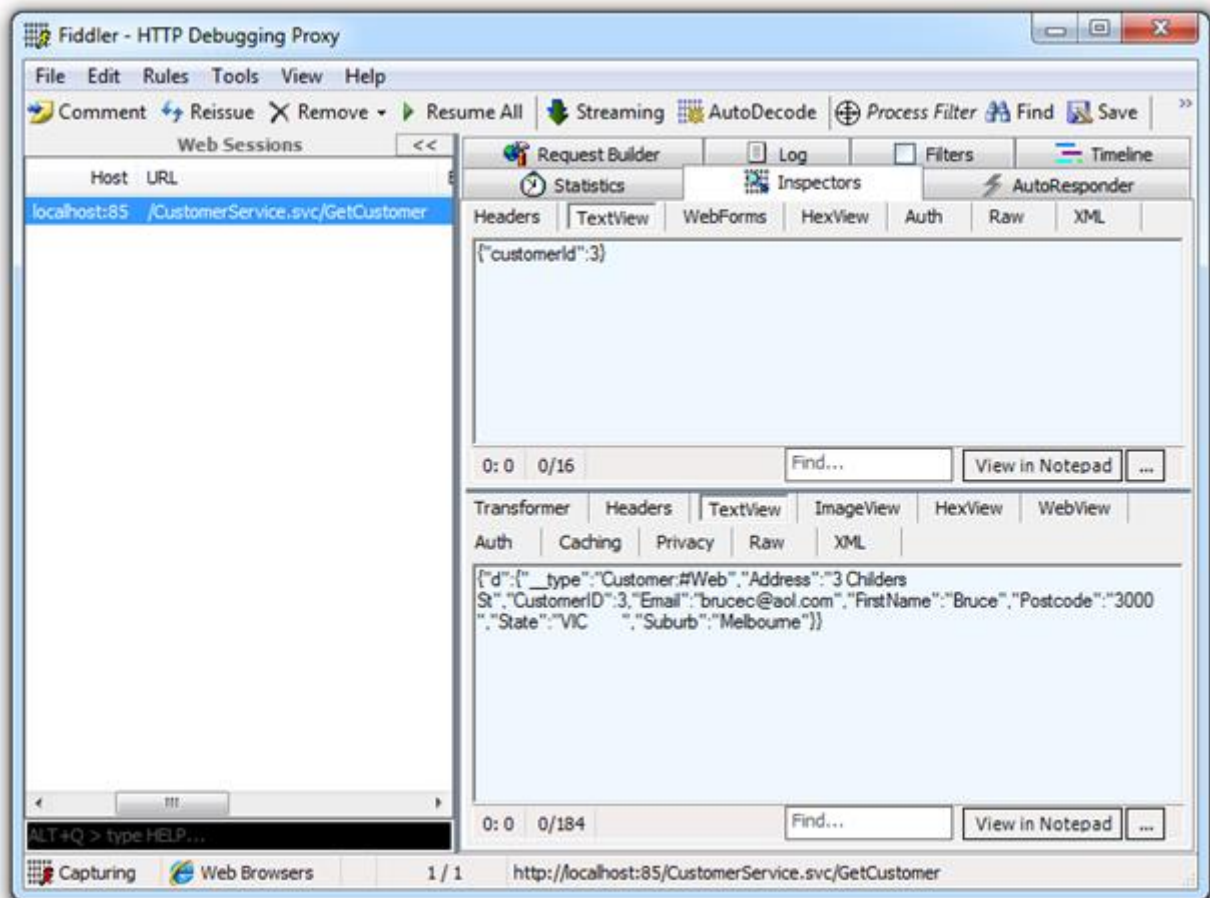 Fiddler - HTTP Debugging Proxy
File Edit Rules Tools View Help
Comment Reissue Remove Resume All Streaming AutoDecode Process Filter Find Save »
Web Sessions <<
Host URL
localhost:85 /CustomerService.svc/GetCustomer
ALT+Q > type HELP...
Request Builder Log Filters Timeline
Statistics Inspectors AutoResponder
Headers TextView WebForms HexView Auth Raw XML
{"customerId":3}
0: 0 0/16 Find... View in Notepad ...
Transformer Headers TextView ImageView HexView WebView
Auth Caching Privacy Raw XML
{"d":{"__type":"Customer:#Web","Address":"3 Childers
St","CustomerID":3,"Email":"brucec@aol.com","FirstName":"Bruce","Postcode":"3000
","State":"VIC       ","Suburb":"Melbourne"}}
0: 0 0/184 Find... View in Notepad ...
Capturing Web Browsers 1 / 1 http://localhost:85/CustomerService.svc/GetCustomer